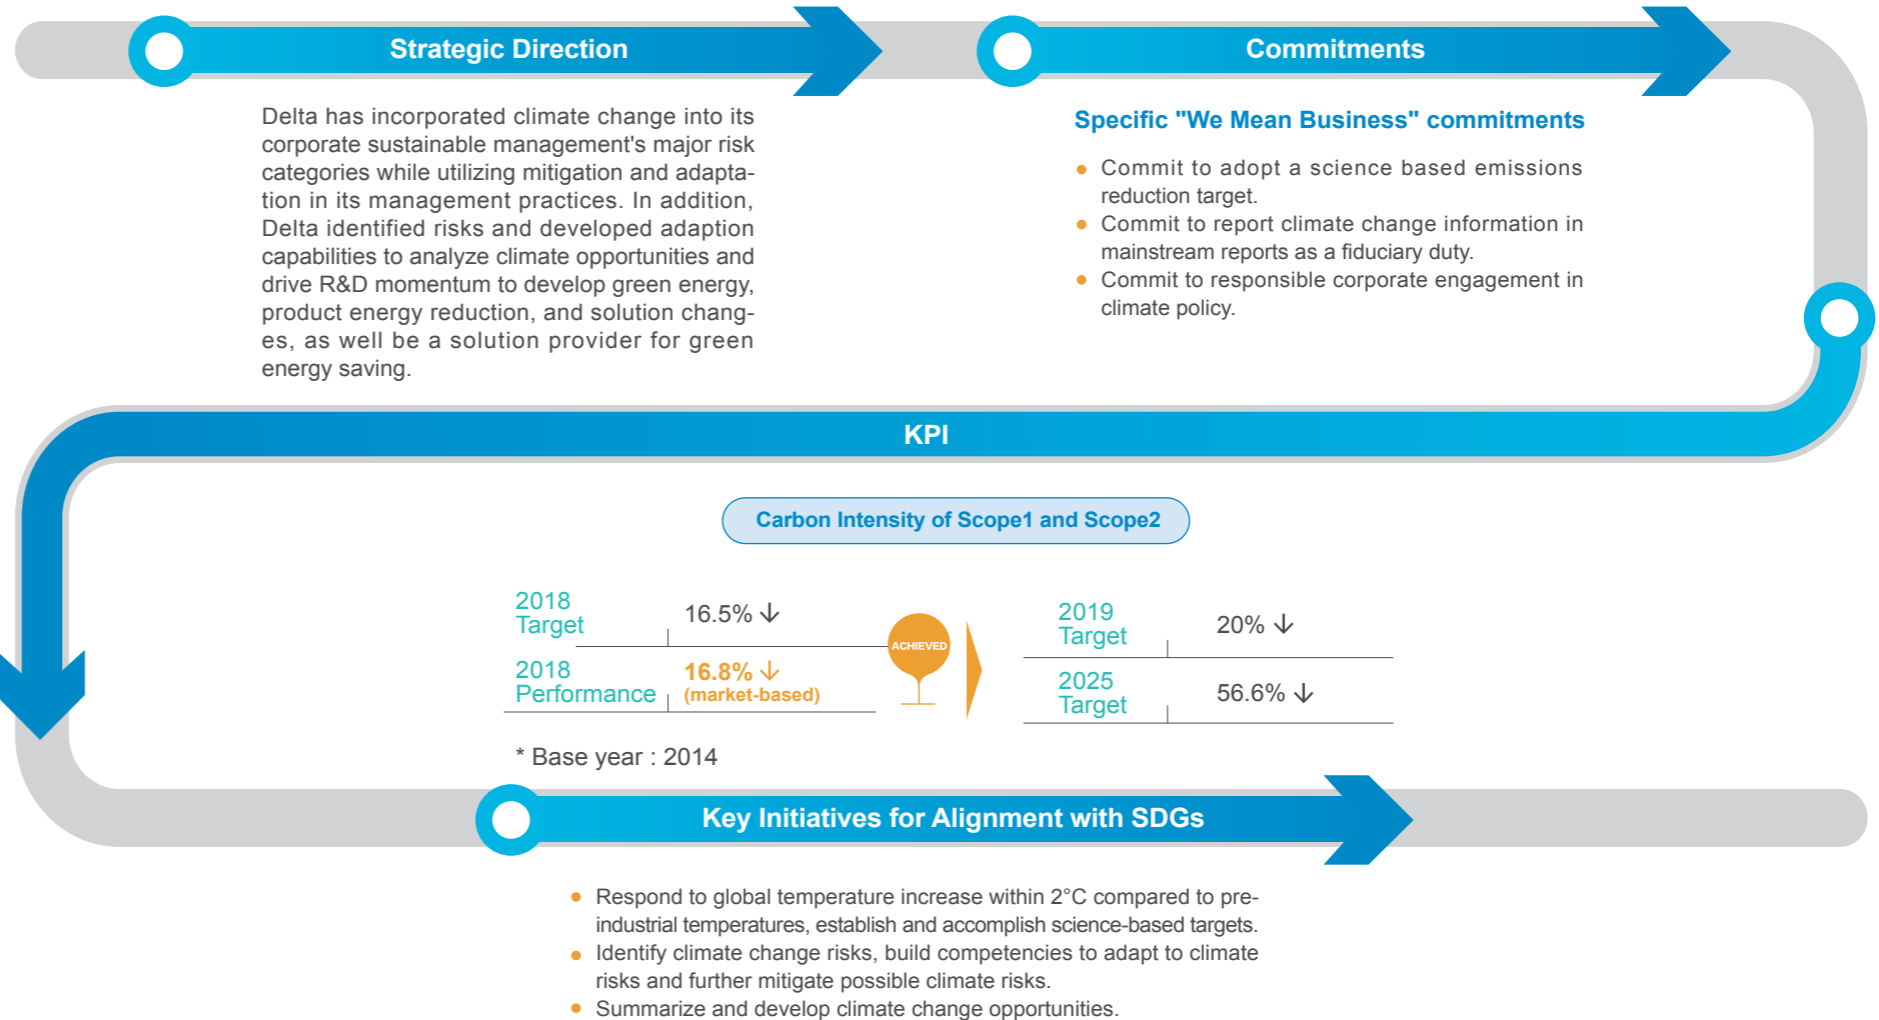 Strategic Direction
Delta has incorporated climate change into its
corporate sustainable management's major risk
categories while utilizing mitigation and adapta-
tion in its management practices. In addition,
Delta identified risks and developed adaption
capabilities to analyze climate opportunities and
drive R&D momentum to develop green energy,
product energy reduction, and solution chang-
es, as well be a solution provider for green
energy saving.
Commitments
Specific "We Mean Business" commitments
● Commit to adopt a science based emissions
reduction target.
● Commit to report climate change information in
mainstream reports as a fiduciary duty.
● Commit to responsible corporate engagement in
climate policy.
KPI
Carbon Intensity of Scope1 and Scope2
2018
Target
16.5% ↓
2018
Performance
16.8% ↓
(market-based)
ACHIEVED
2019
Target
20% ↓
2025
Target
56.6% ↓
* Base year : 2014
Key Initiatives for Alignment with SDGs
● Respond to global temperature increase within 2°C compared to pre-
industrial temperatures, establish and accomplish science-based targets.
● Identify climate change risks, build competencies to adapt to climate
risks and further mitigate possible climate risks.
● Summarize and develop climate change opportunities.